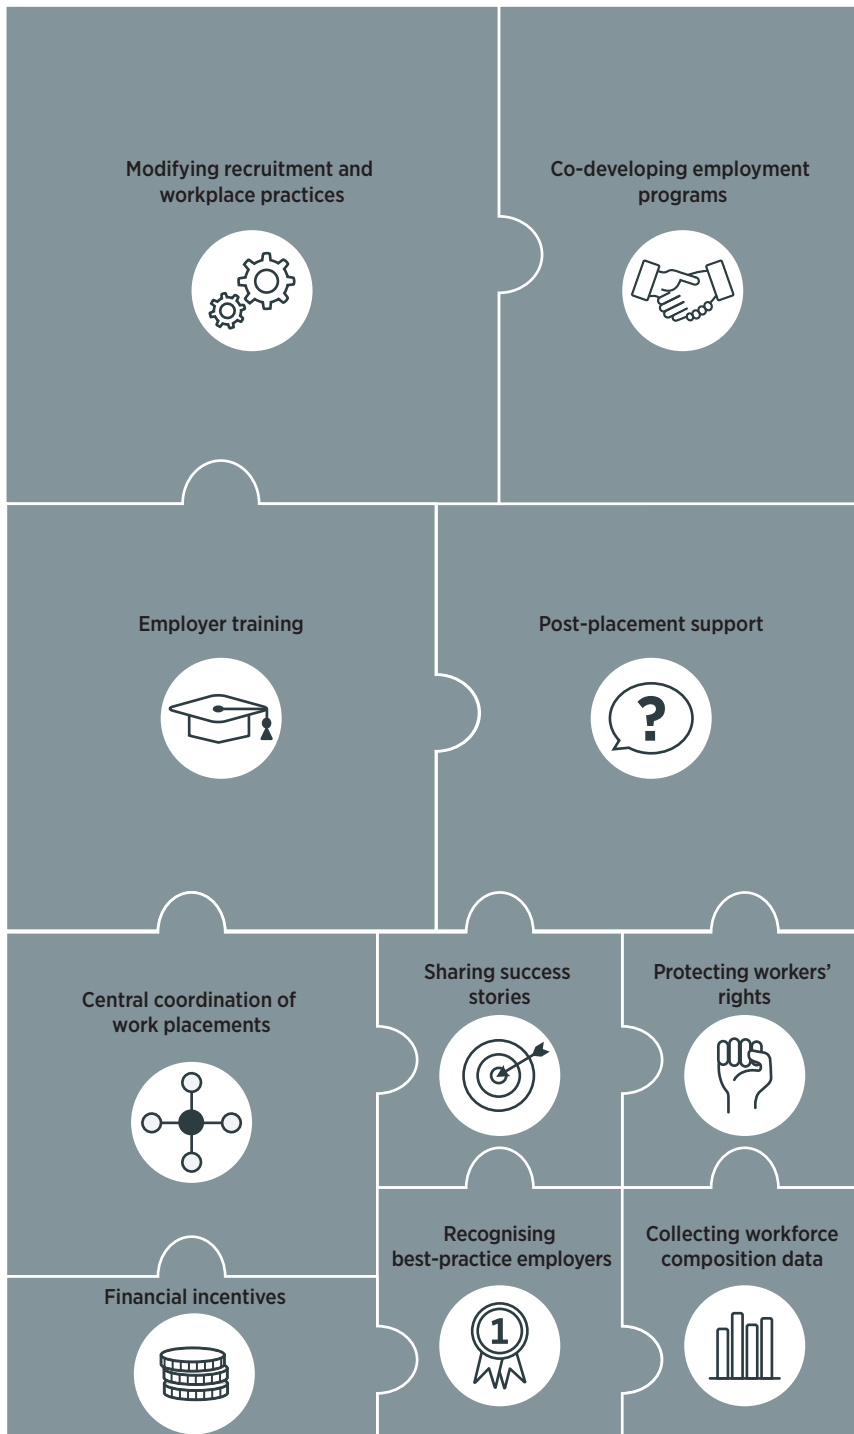 Modifying recruitment and
workplace practices
Co-developing employment
programs
Employer training
Post-placement support
Central coordination of
work placements
Sharing success
stories
Protecting workers’
rights
Financial incentives
Recognising
best-practice employers
1
Collecting workforce
composition data
?